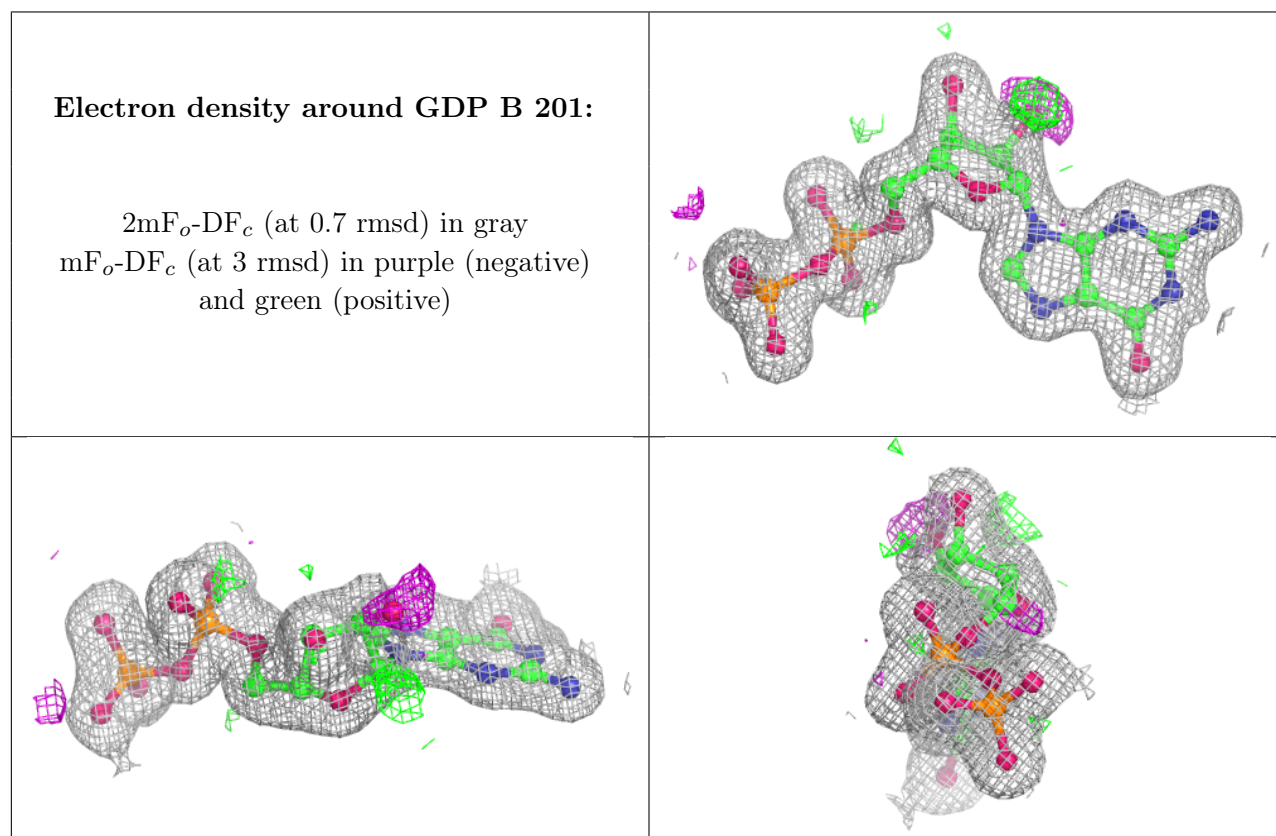 Electron density around GDP B 201:
2mFo-DFc (at 0.7 rmsd) in gray
mFo-DFc (at 3 rmsd) in purple (negative)
and green (positive)